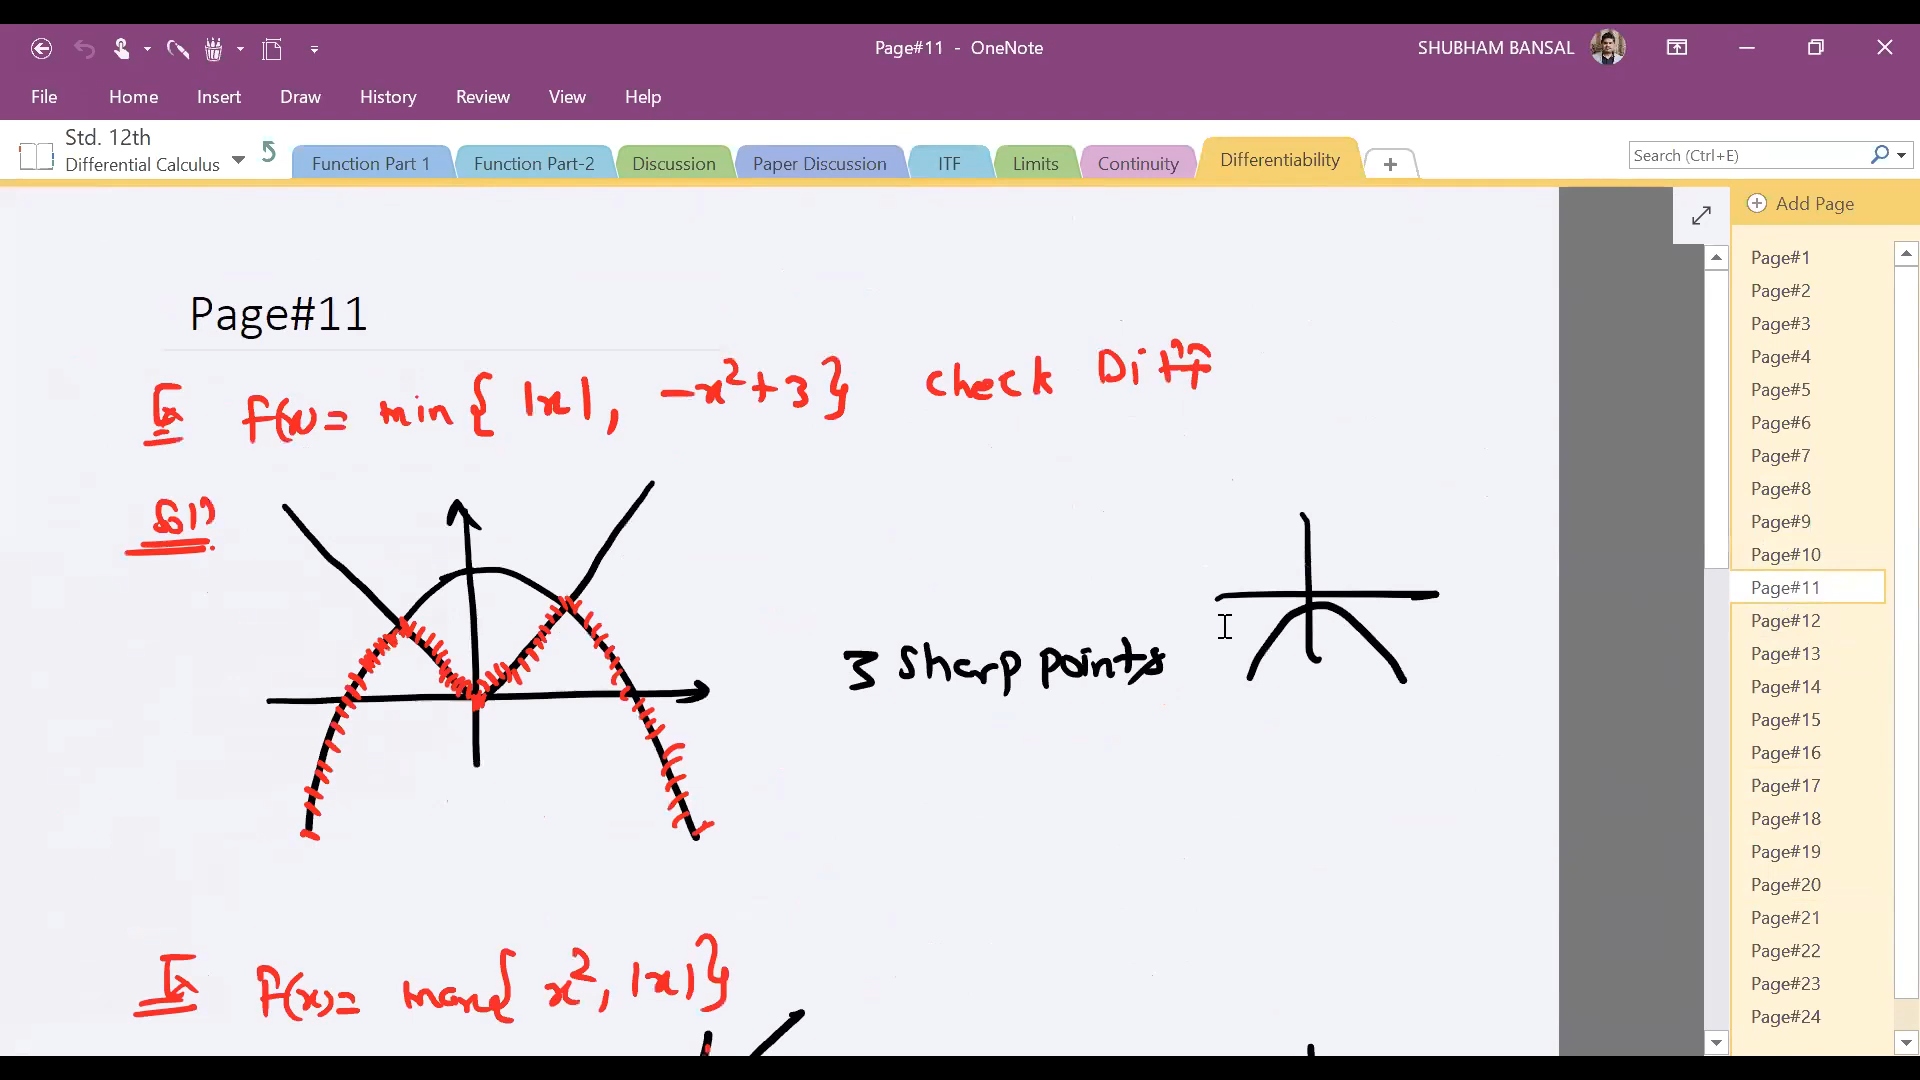 Page#11 - OneNote
SHUBHAM BANSAL
File Home Insert Draw History Review View Help
Std. 12th
Differential Calculus
Function Part 1 Function Part-2 Discussion Paper Discussion ITF Limits Continuity Differentiability
Search (Ctrl+E)
Add Page
Page#1
Page#2
Page#3
Page#4
Page#5
Page#6
Page#7
Page#8
Page#9
Page#10
Page#11
Page#12
Page#13
Page#14
Page#15
Page#16
Page#17
Page#18
Page#19
Page#20
Page#21
Page#22
Page#23
Page#24
Page#11
Ex f(x) = min { |x|, -x²+3} check Diffⁿ
Solⁿ
3 sharp points
Ex f(x) = max{ x², |x|}